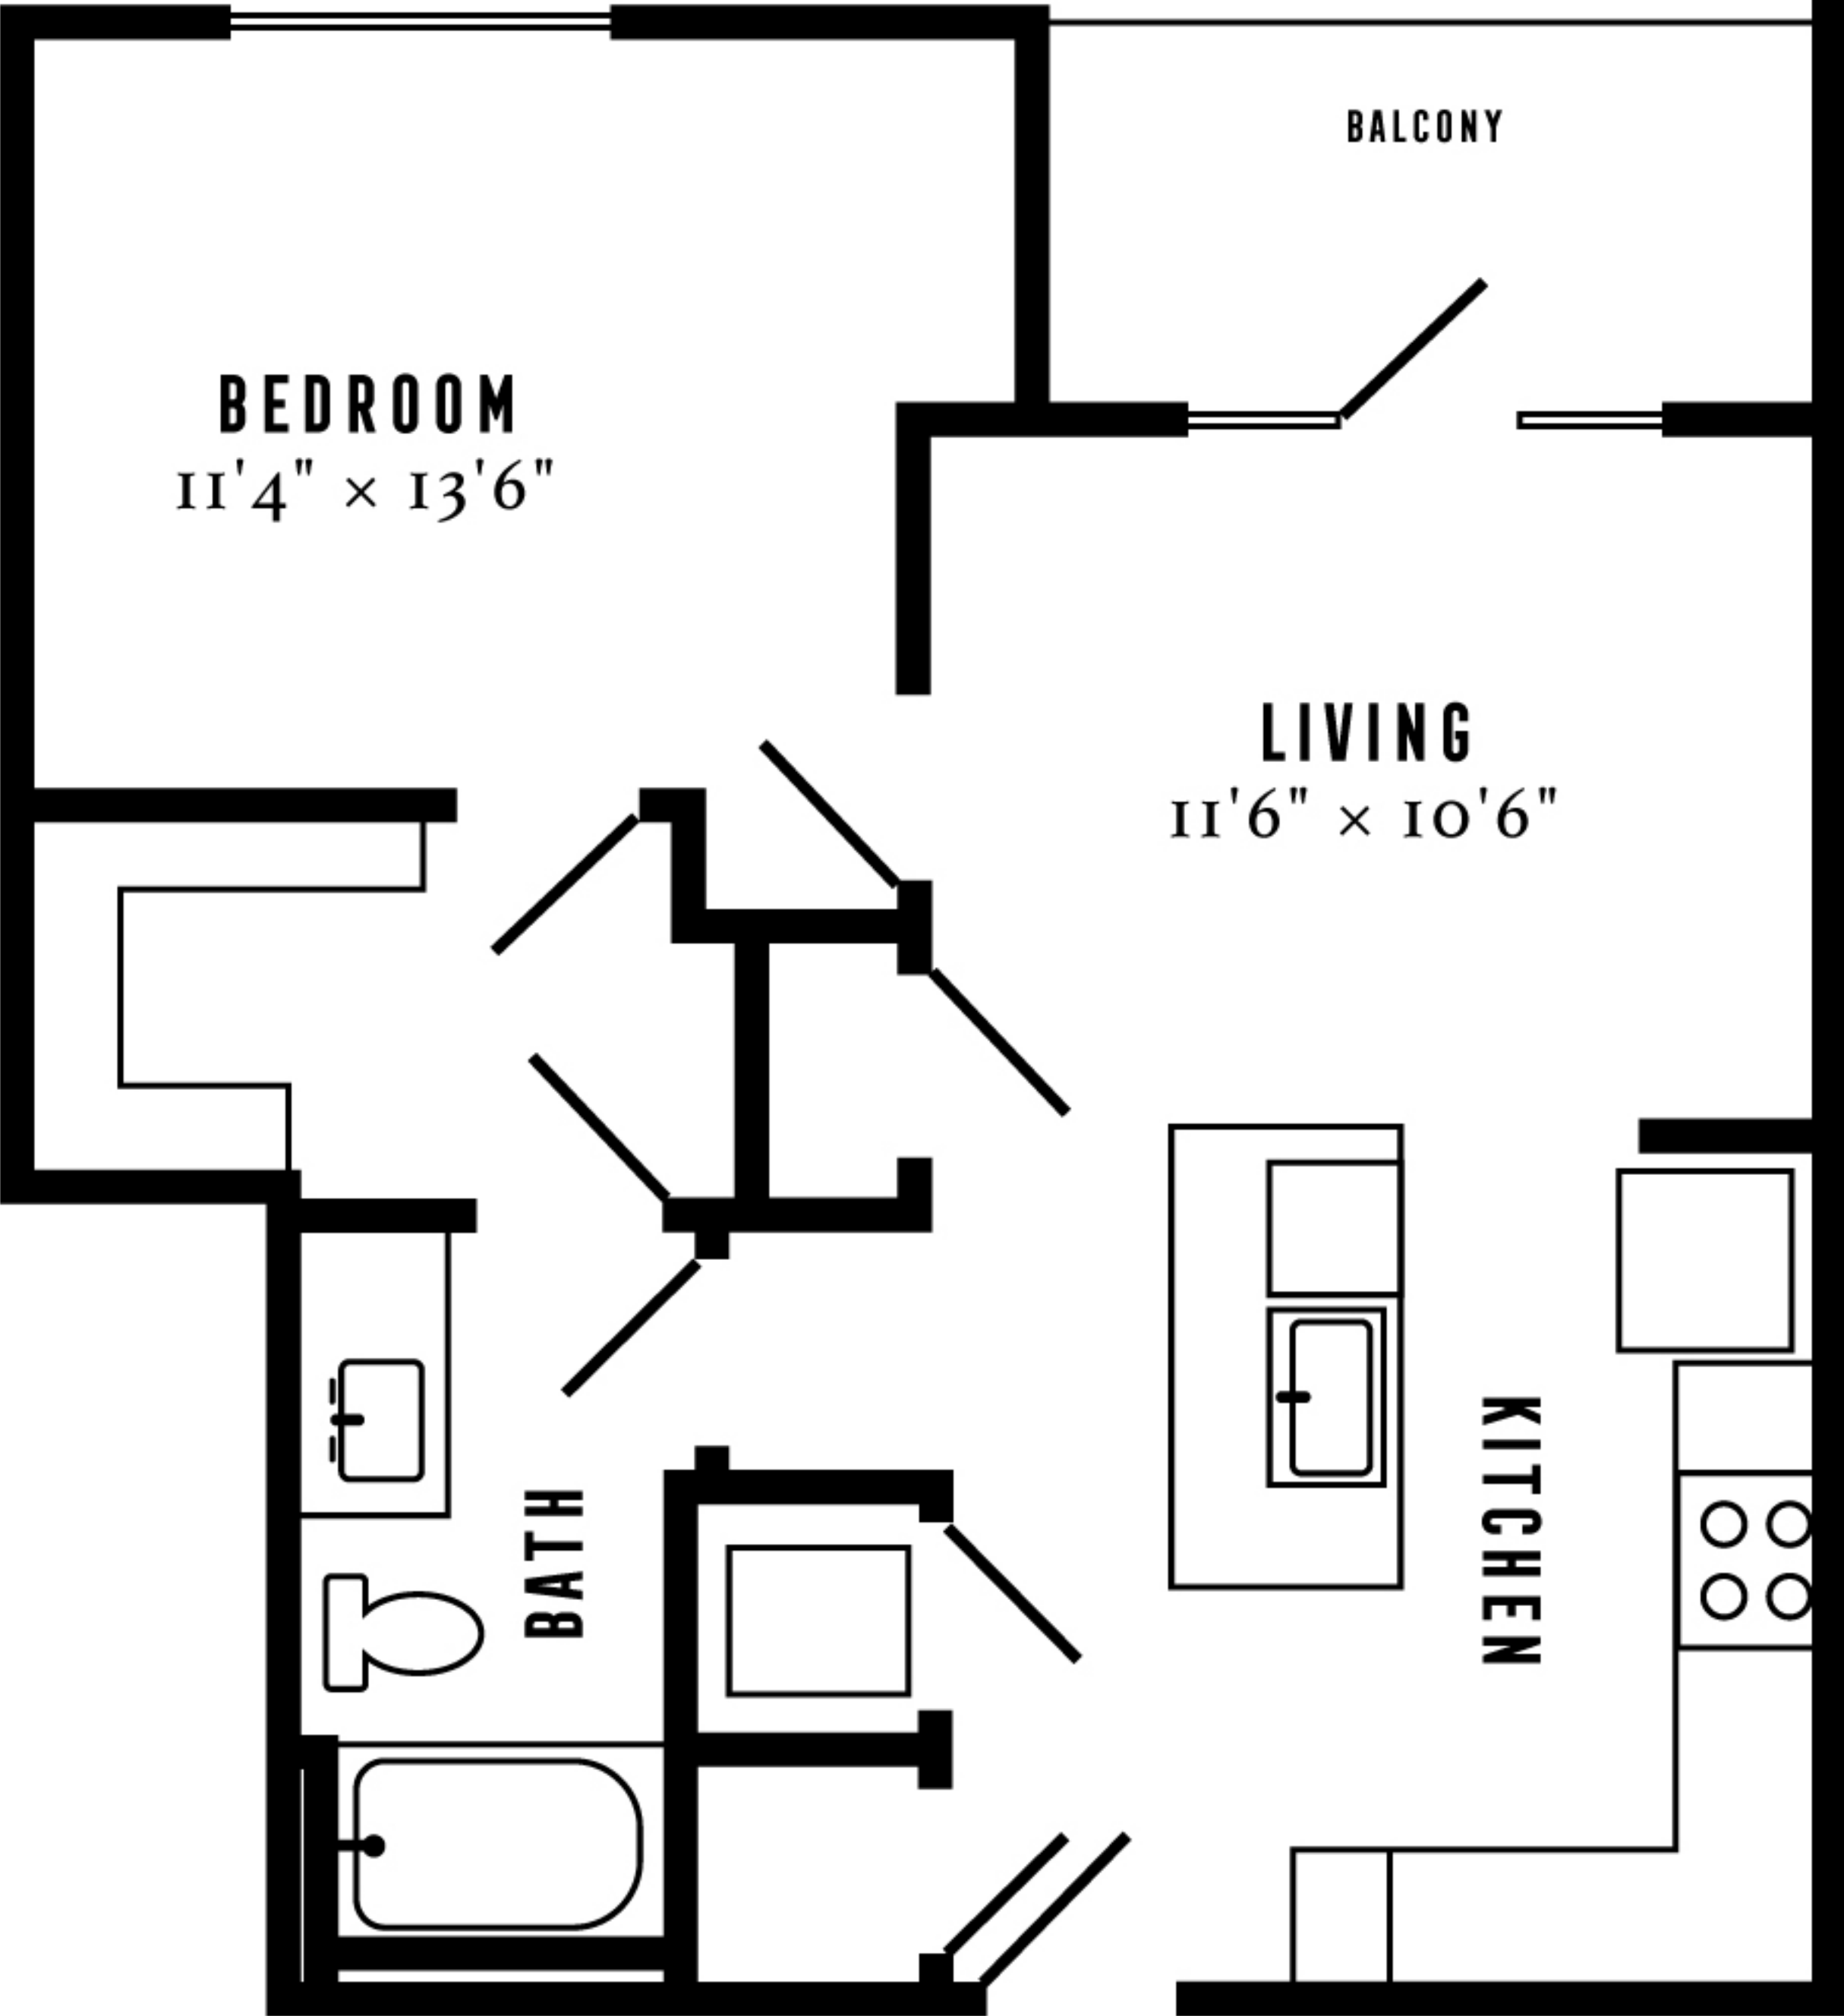 BALCONY
BEDROOM
11'4" × 13'6"
LIVING
11'6" × 10'6"
KITCHEN
BATH